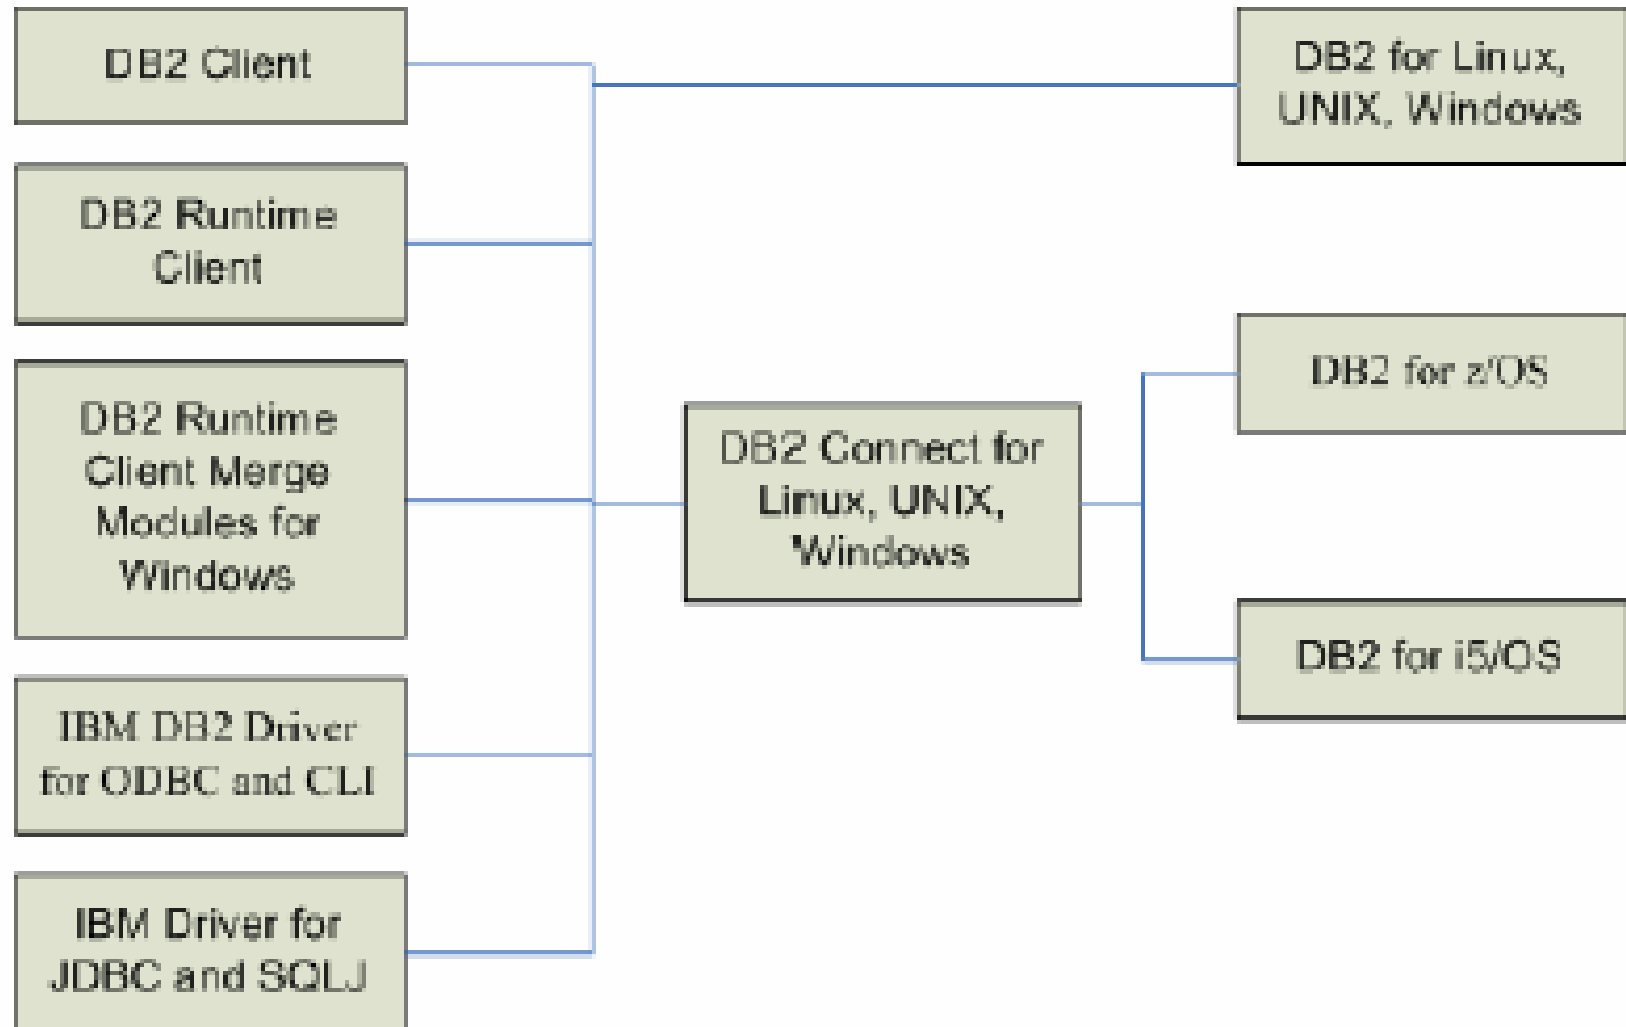 DB2 Client
DB2 Runtime
Client
DB2 Runtime
Client Merge
Modules for
Windows
IBM DB2 Driver
for ODBC and CLI
IBM Driver for
JDBC and SQLJ
DB2 Connect for
Linux, UNIX,
Windows
DB2 for Linux,
UNIX, Windows
DB2 for z/OS
DB2 for i5/OS